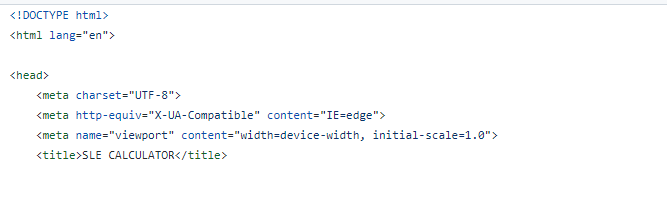 <!DOCTYPE html>
<html lang="en">
<head>
<meta charset="UTF-8">
<meta http-equiv="X-UA-Compatible" content="IE=edge">
<meta name="viewport" content="width=device-width, initial-scale=1.0">
<title>SLE CALCULATOR</title>